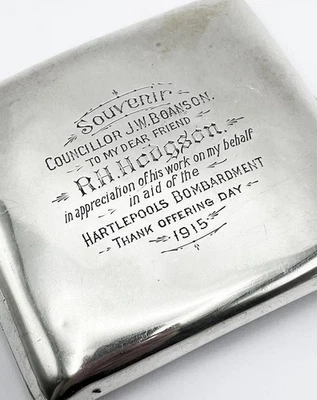 Souvenir
COUNCILLOR J.W.BOANSON.
TO MY DEAR FRIEND
R.H. Hodgson.
in appreciation of his work on my behalf
in aid of the
HARTLEPOOLS BOMBARDMENT
THANK OFFERING DAY
1915.